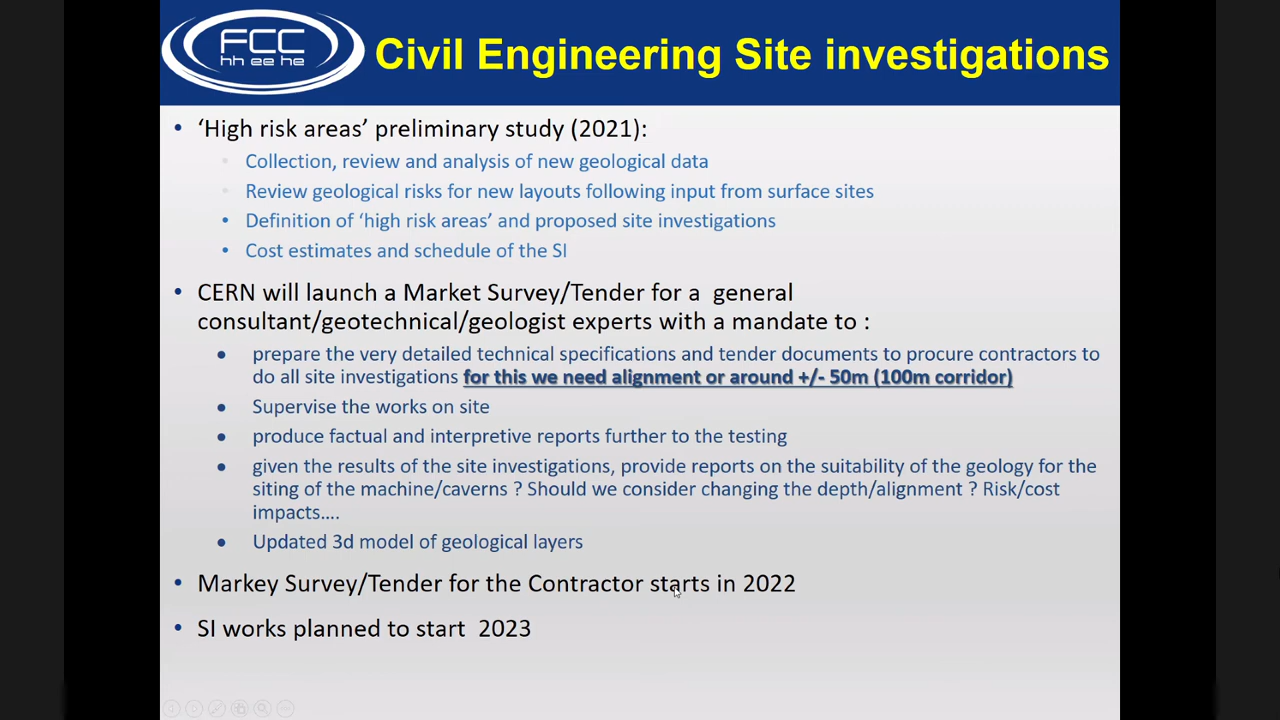 FCC
hh ee he
Civil Engineering Site investigations
• ‘High risk areas’ preliminary study (2021):
• Collection, review and analysis of new geological data
• Review geological risks for new layouts following input from surface sites
• Definition of ‘high risk areas’ and proposed site investigations
• Cost estimates and schedule of the SI
• CERN will launch a Market Survey/Tender for a  general
consultant/geotechnical/geologist experts with a mandate to :
• prepare the very detailed technical specifications and tender documents to procure contractors to
do all site investigations for this we need alignment or around +/- 50m (100m corridor)
• Supervise the works on site
• produce factual and interpretive reports further to the testing
• given the results of the site investigations, provide reports on the suitability of the geology for the
siting of the machine/caverns ? Should we consider changing the depth/alignment ? Risk/cost
impacts….
• Updated 3d model of geological layers
• Markey Survey/Tender for the Contractor starts in 2022
• SI works planned to start  2023